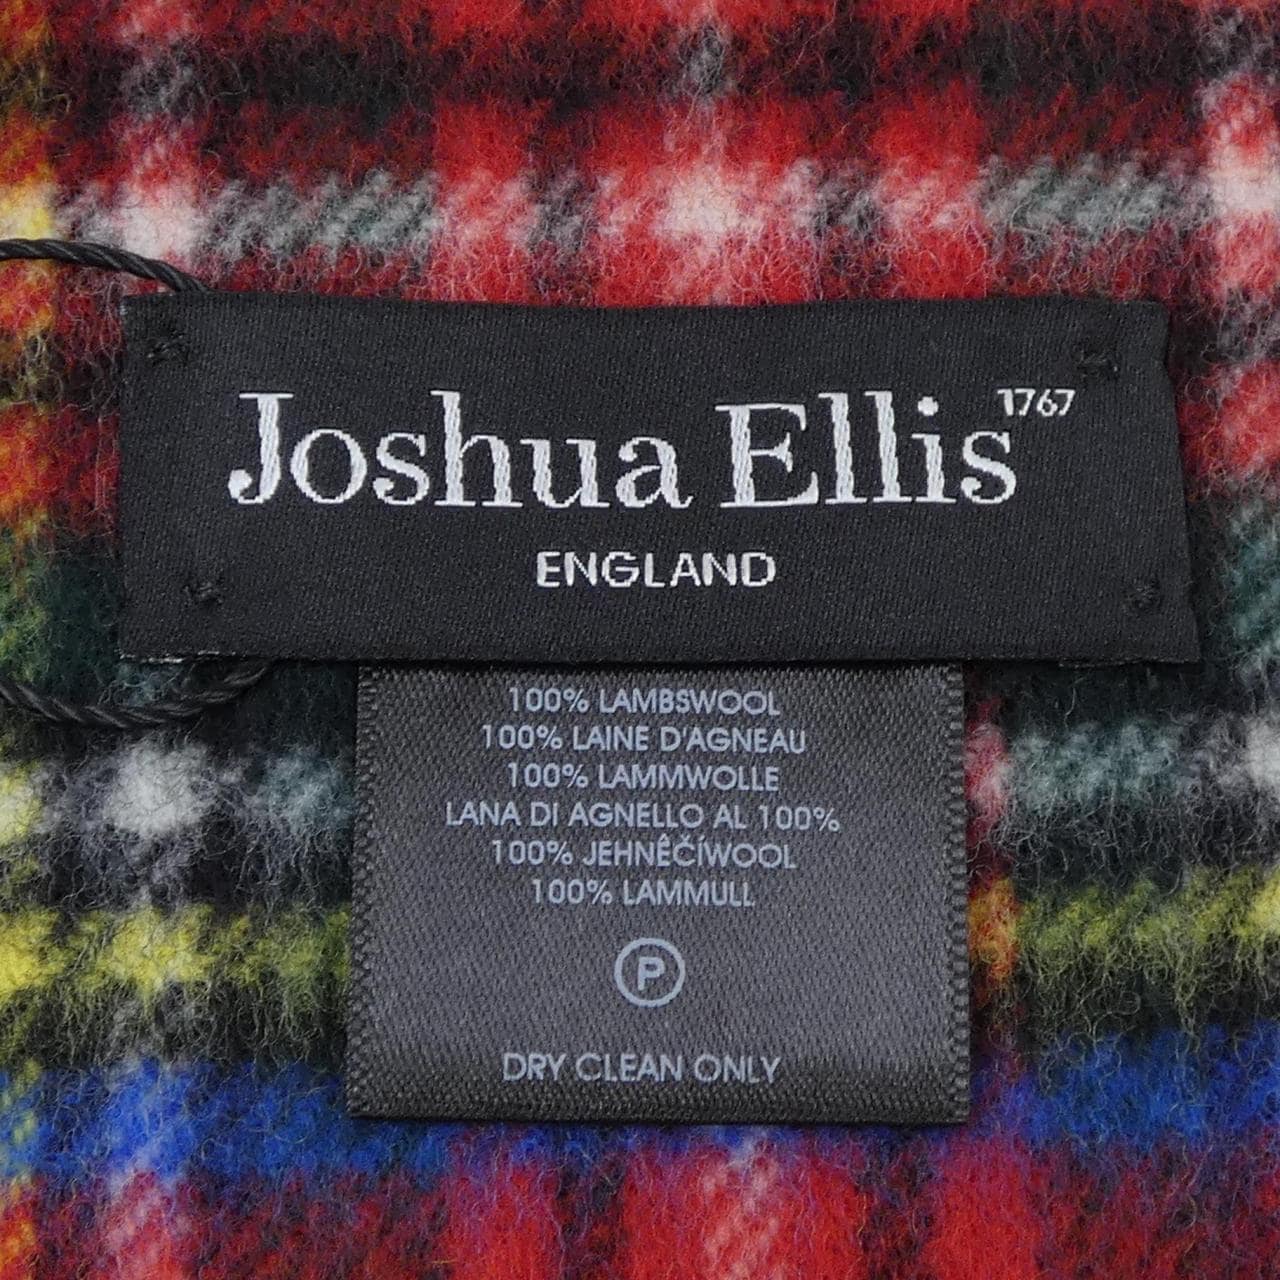 Joshua Ellis 1767
ENGLAND
100% LAMBSWOOL
100% LAINE D'AGNEAU
100% LAMMWOLLE
LANA DI AGNELLO AL 100%
100% JEHNÊČÍWOOL
100% LAMMULL
P
DRY CLEAN ONLY